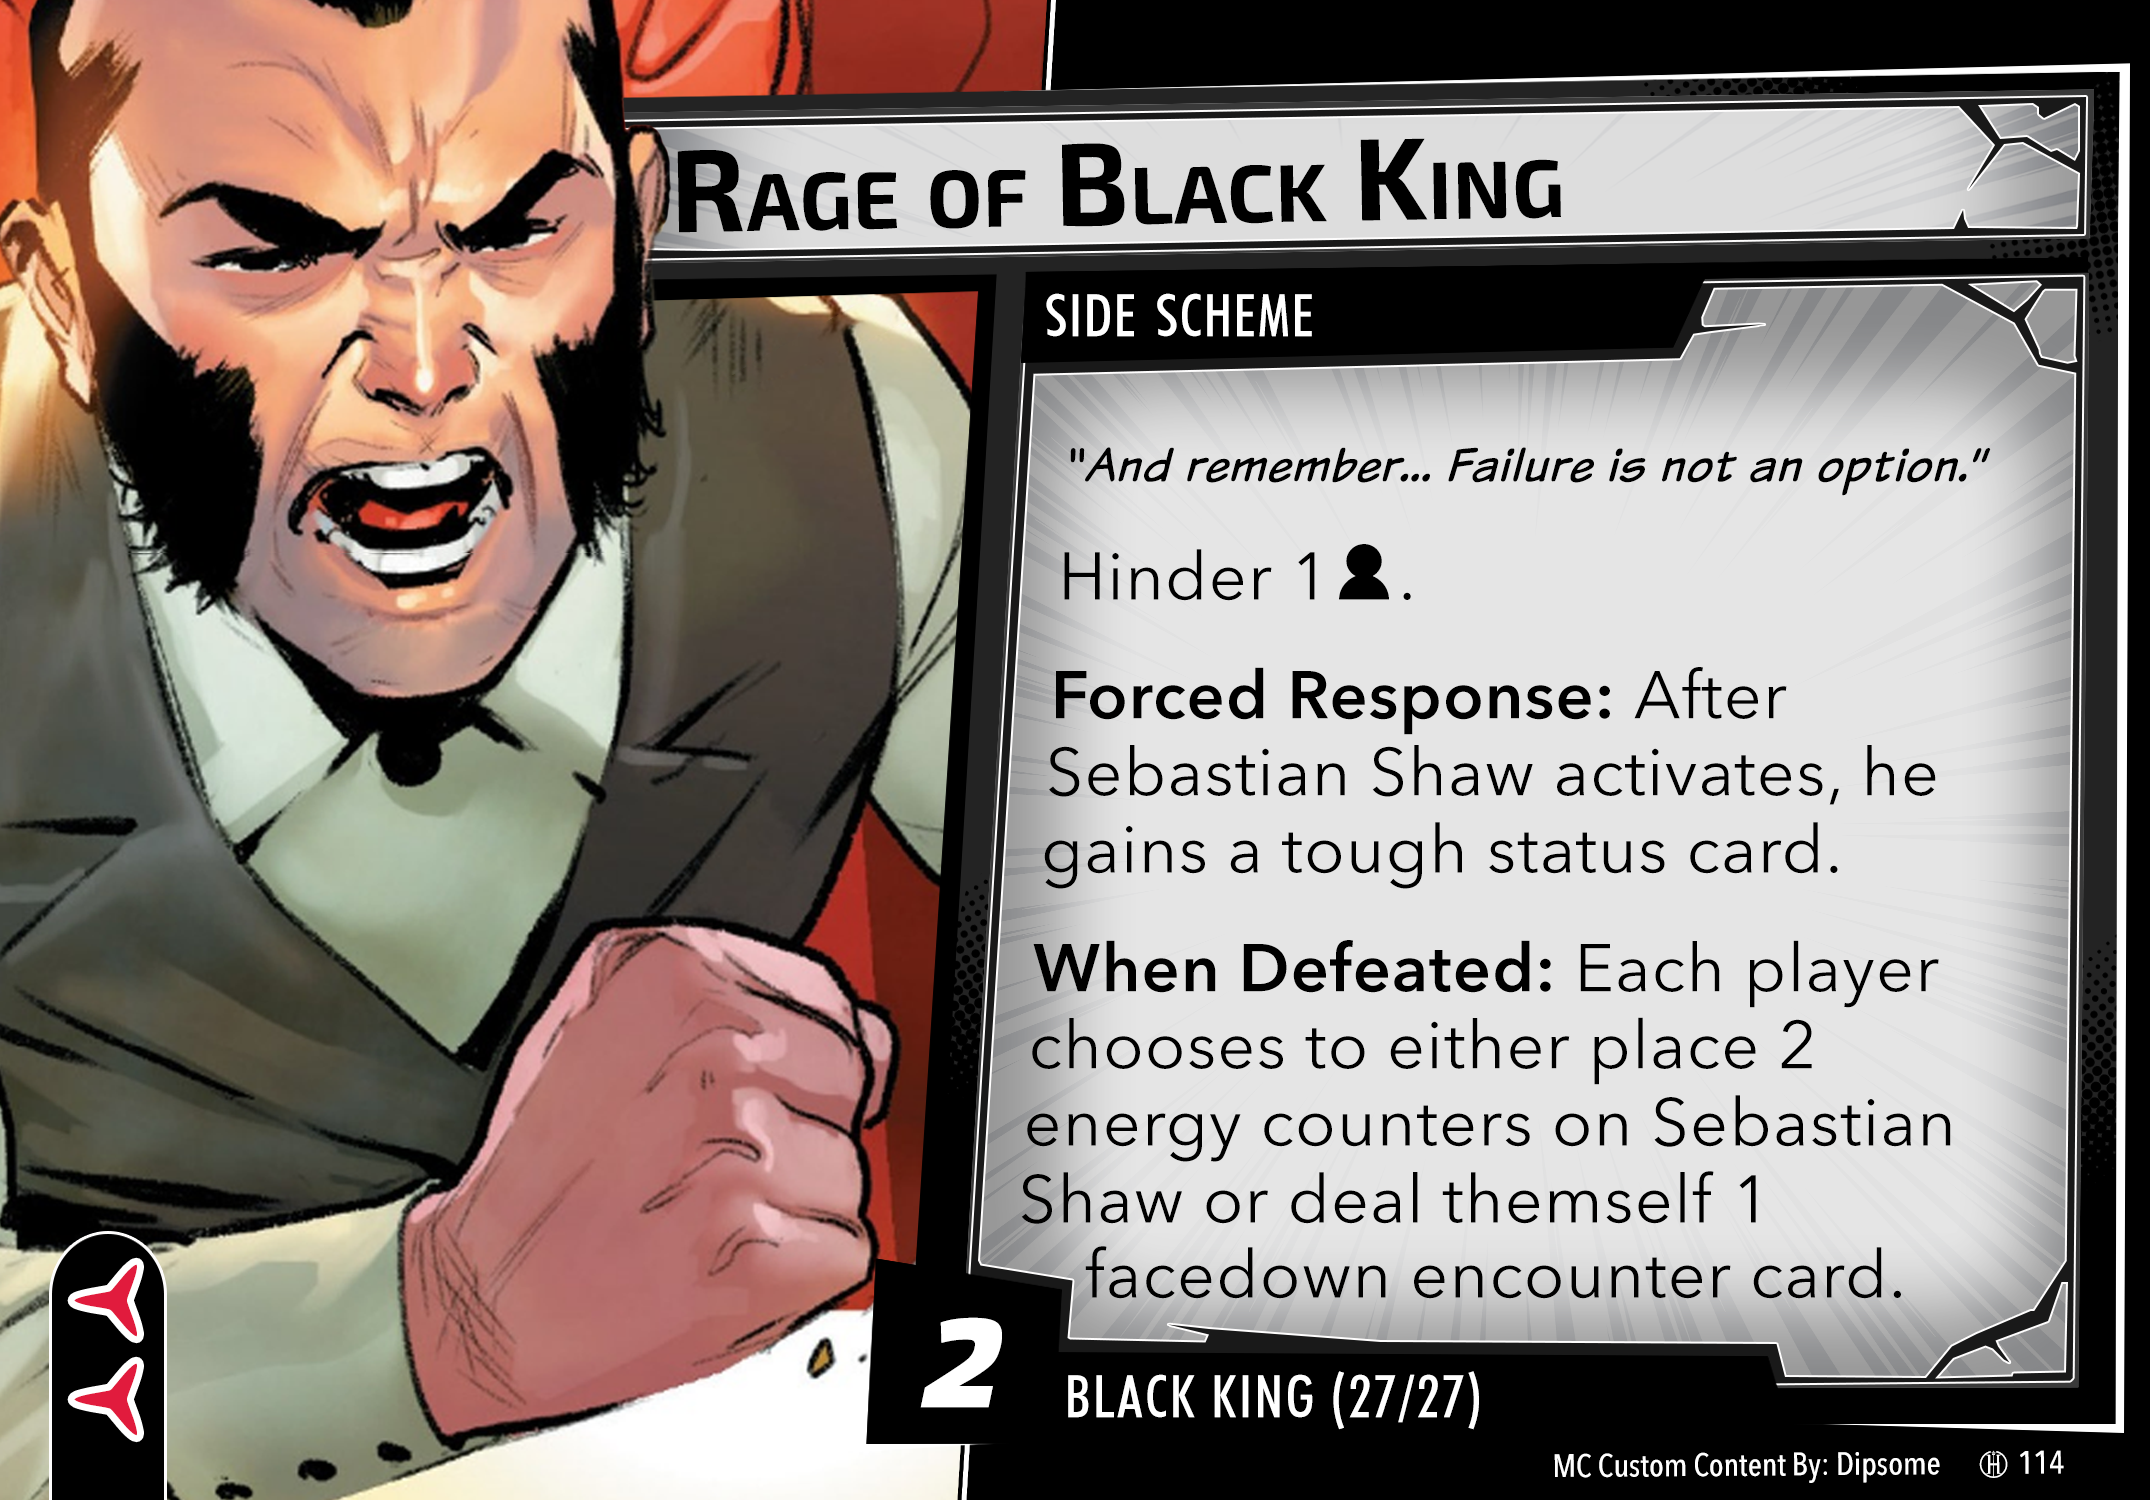 RAGE OF BLACK KING
SIDE SCHEME
"And remember... Failure is not an option."
Hinder 1.
Forced Response: After
Sebastian Shaw activates, he
gains a tough status card.
When Defeated: Each player
chooses to either place 2
energy counters on Sebastian
Shaw or deal themself 1
facedown encounter card.
2
BLACK KING (27/27)
MC Custom Content By: Dipsome
114